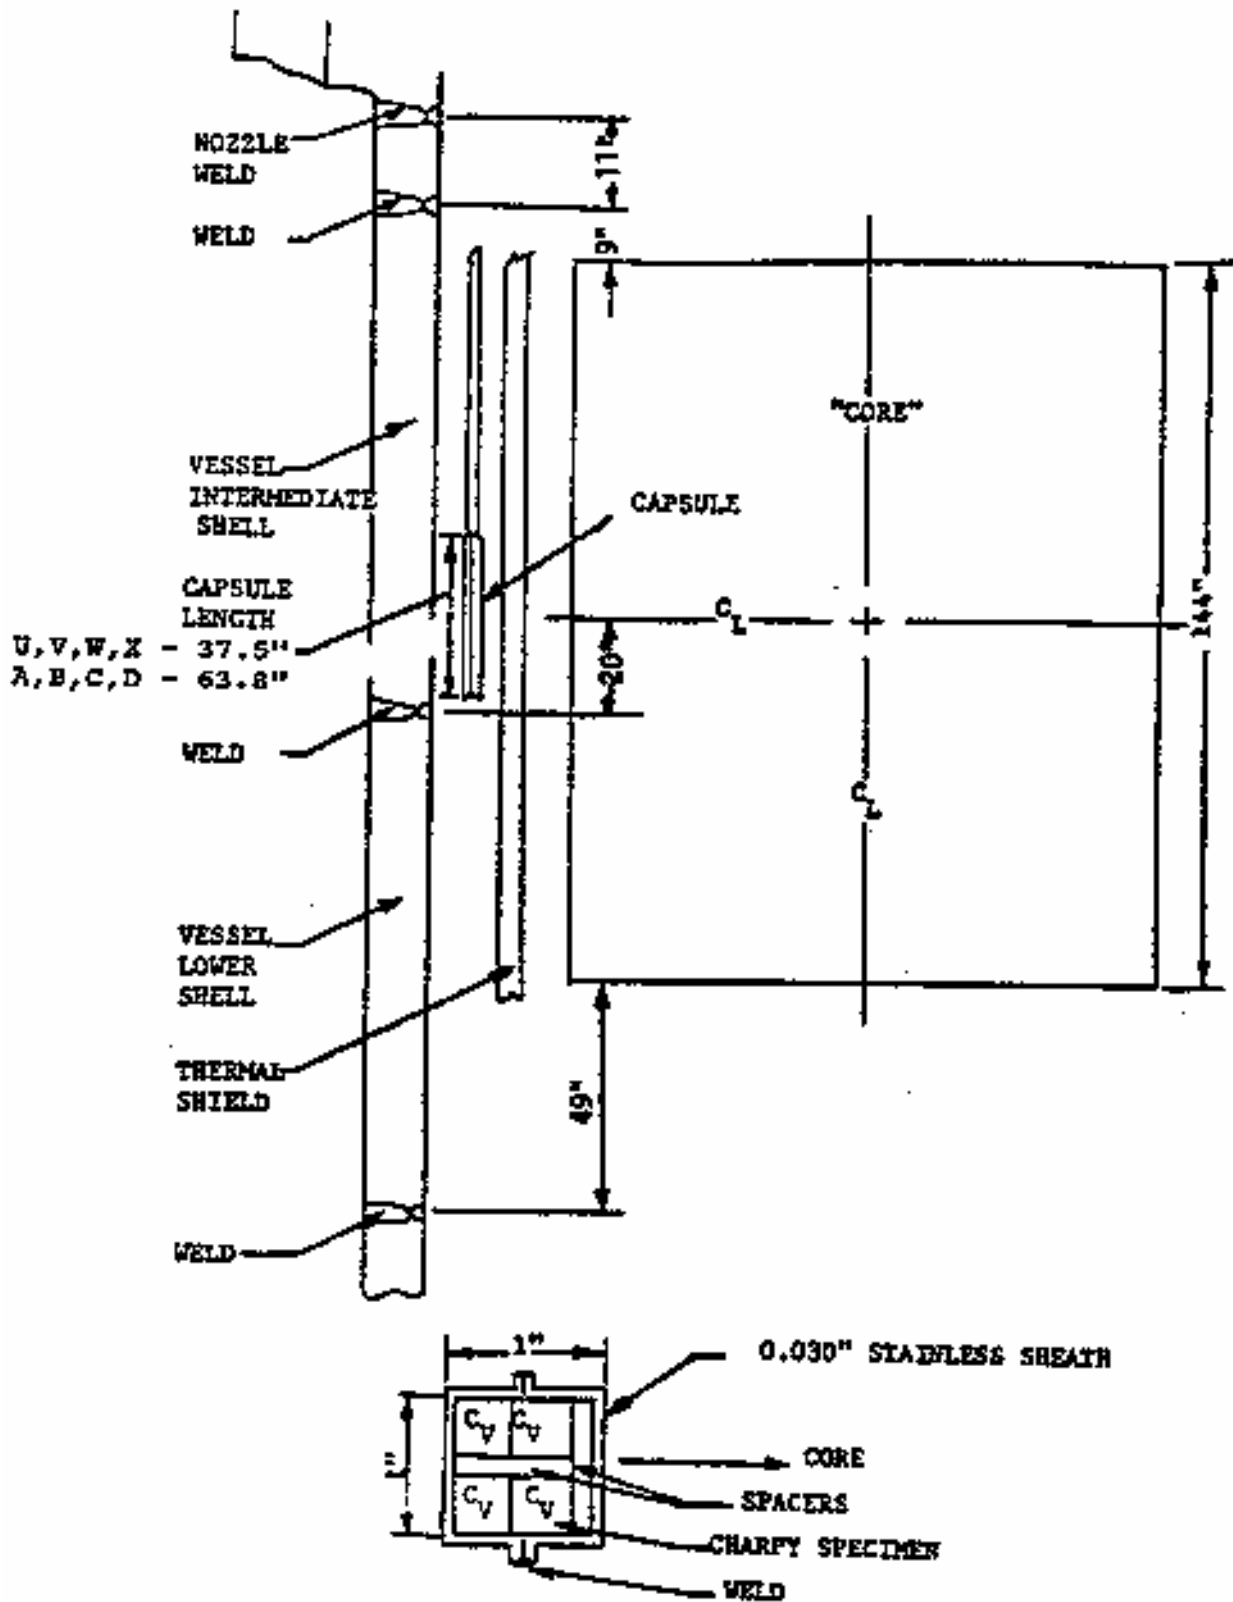 NOZZLE
WELD
11"
WELD
9"
"CORE"
VESSEL
INTERMEDIATE
SHELL
CAPSULE
CAPSULE
LENGTH
U,V,W,X - 37.5"
A,B,C,D - 63.8"
CL
20"
144"
WELD
CL
VESSEL
LOWER
SHELL
THERMAL
SHIELD
49"
WELD
1"
0.030" STAINLESS SHEATH
CV CV
1"
CORE
SPACERS
CV CV
CHARPY SPECIMEN
WELD